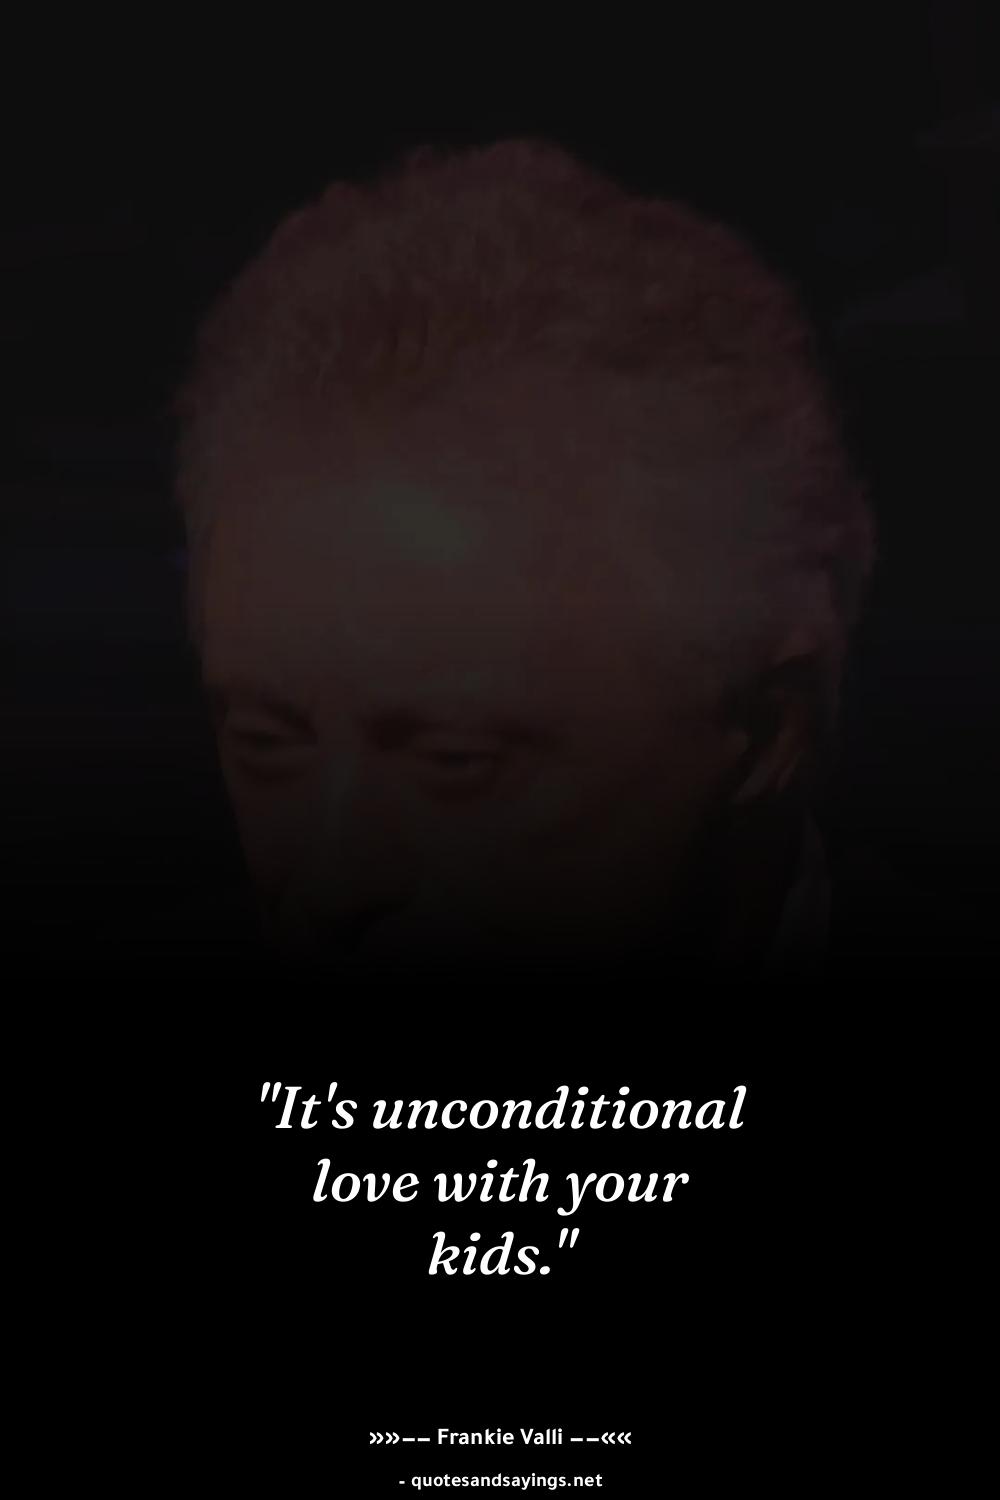 "It's unconditional
love with your
kids."
»»−− Frankie Valli −−««
- quotesandsayings.net